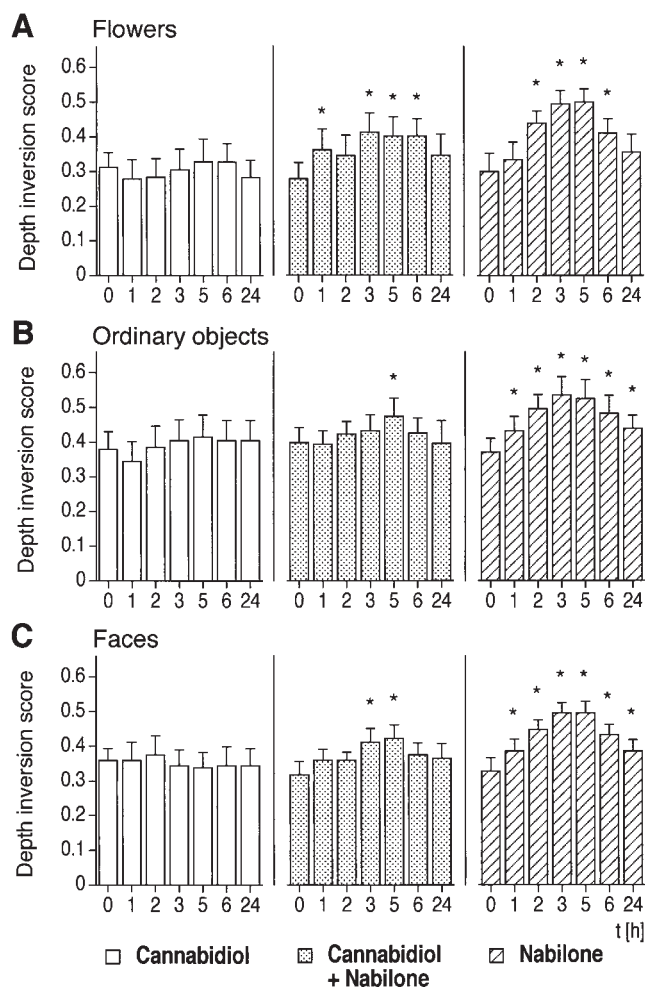 A Flowers
Depth inversion score
0.6
0.5
0.4
0.3
0.2
0.1
0
* * * *
* * * * *
0 1 2 3 5 6 24 0 1 2 3 5 6 24 0 1 2 3 5 6 24
B Ordinary objects
Depth inversion score
0.6
0.5
0.4
0.3
0.2
0.1
0
*
* * * * * *
0 1 2 3 5 6 24 0 1 2 3 5 6 24 0 1 2 3 5 6 24
C Faces
Depth inversion score
0.6
0.5
0.4
0.3
0.2
0.1
0
* *
* * * * * *
0 1 2 3 5 6 24 0 1 2 3 5 6 24 0 1 2 3 5 6 24
t [h]
Cannabidiol
Cannabidiol
+ Nabilone
Nabilone